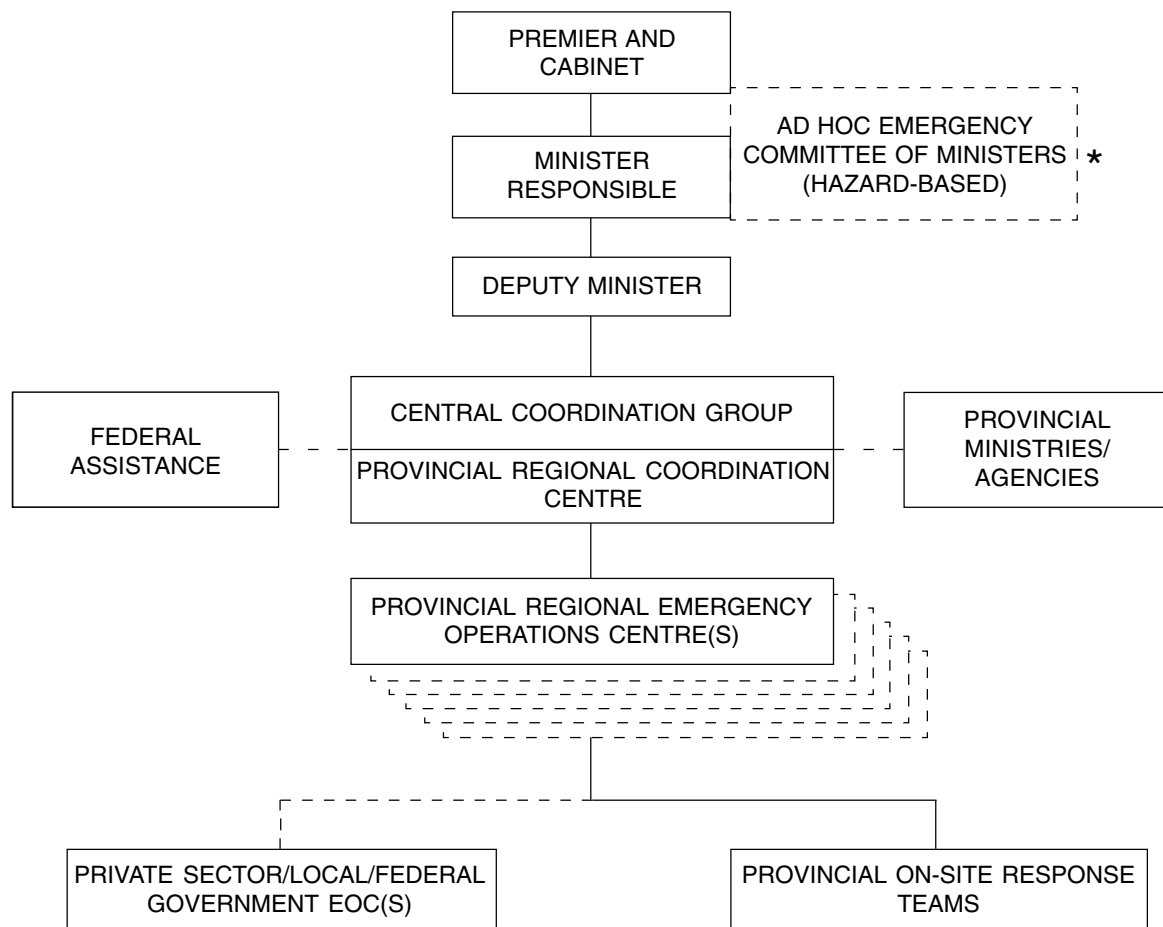 PREMIER AND
CABINET
AD HOC EMERGENCY
COMMITTEE OF MINISTERS
(HAZARD-BASED)
*
MINISTER
RESPONSIBLE
DEPUTY MINISTER
FEDERAL
ASSISTANCE
CENTRAL COORDINATION GROUP
PROVINCIAL REGIONAL COORDINATION
CENTRE
PROVINCIAL
MINISTRIES/
AGENCIES
PROVINCIAL REGIONAL EMERGENCY
OPERATIONS CENTRE(S)
PRIVATE SECTOR/LOCAL/FEDERAL
GOVERNMENT EOC(S)
PROVINCIAL ON-SITE RESPONSE
TEAMS